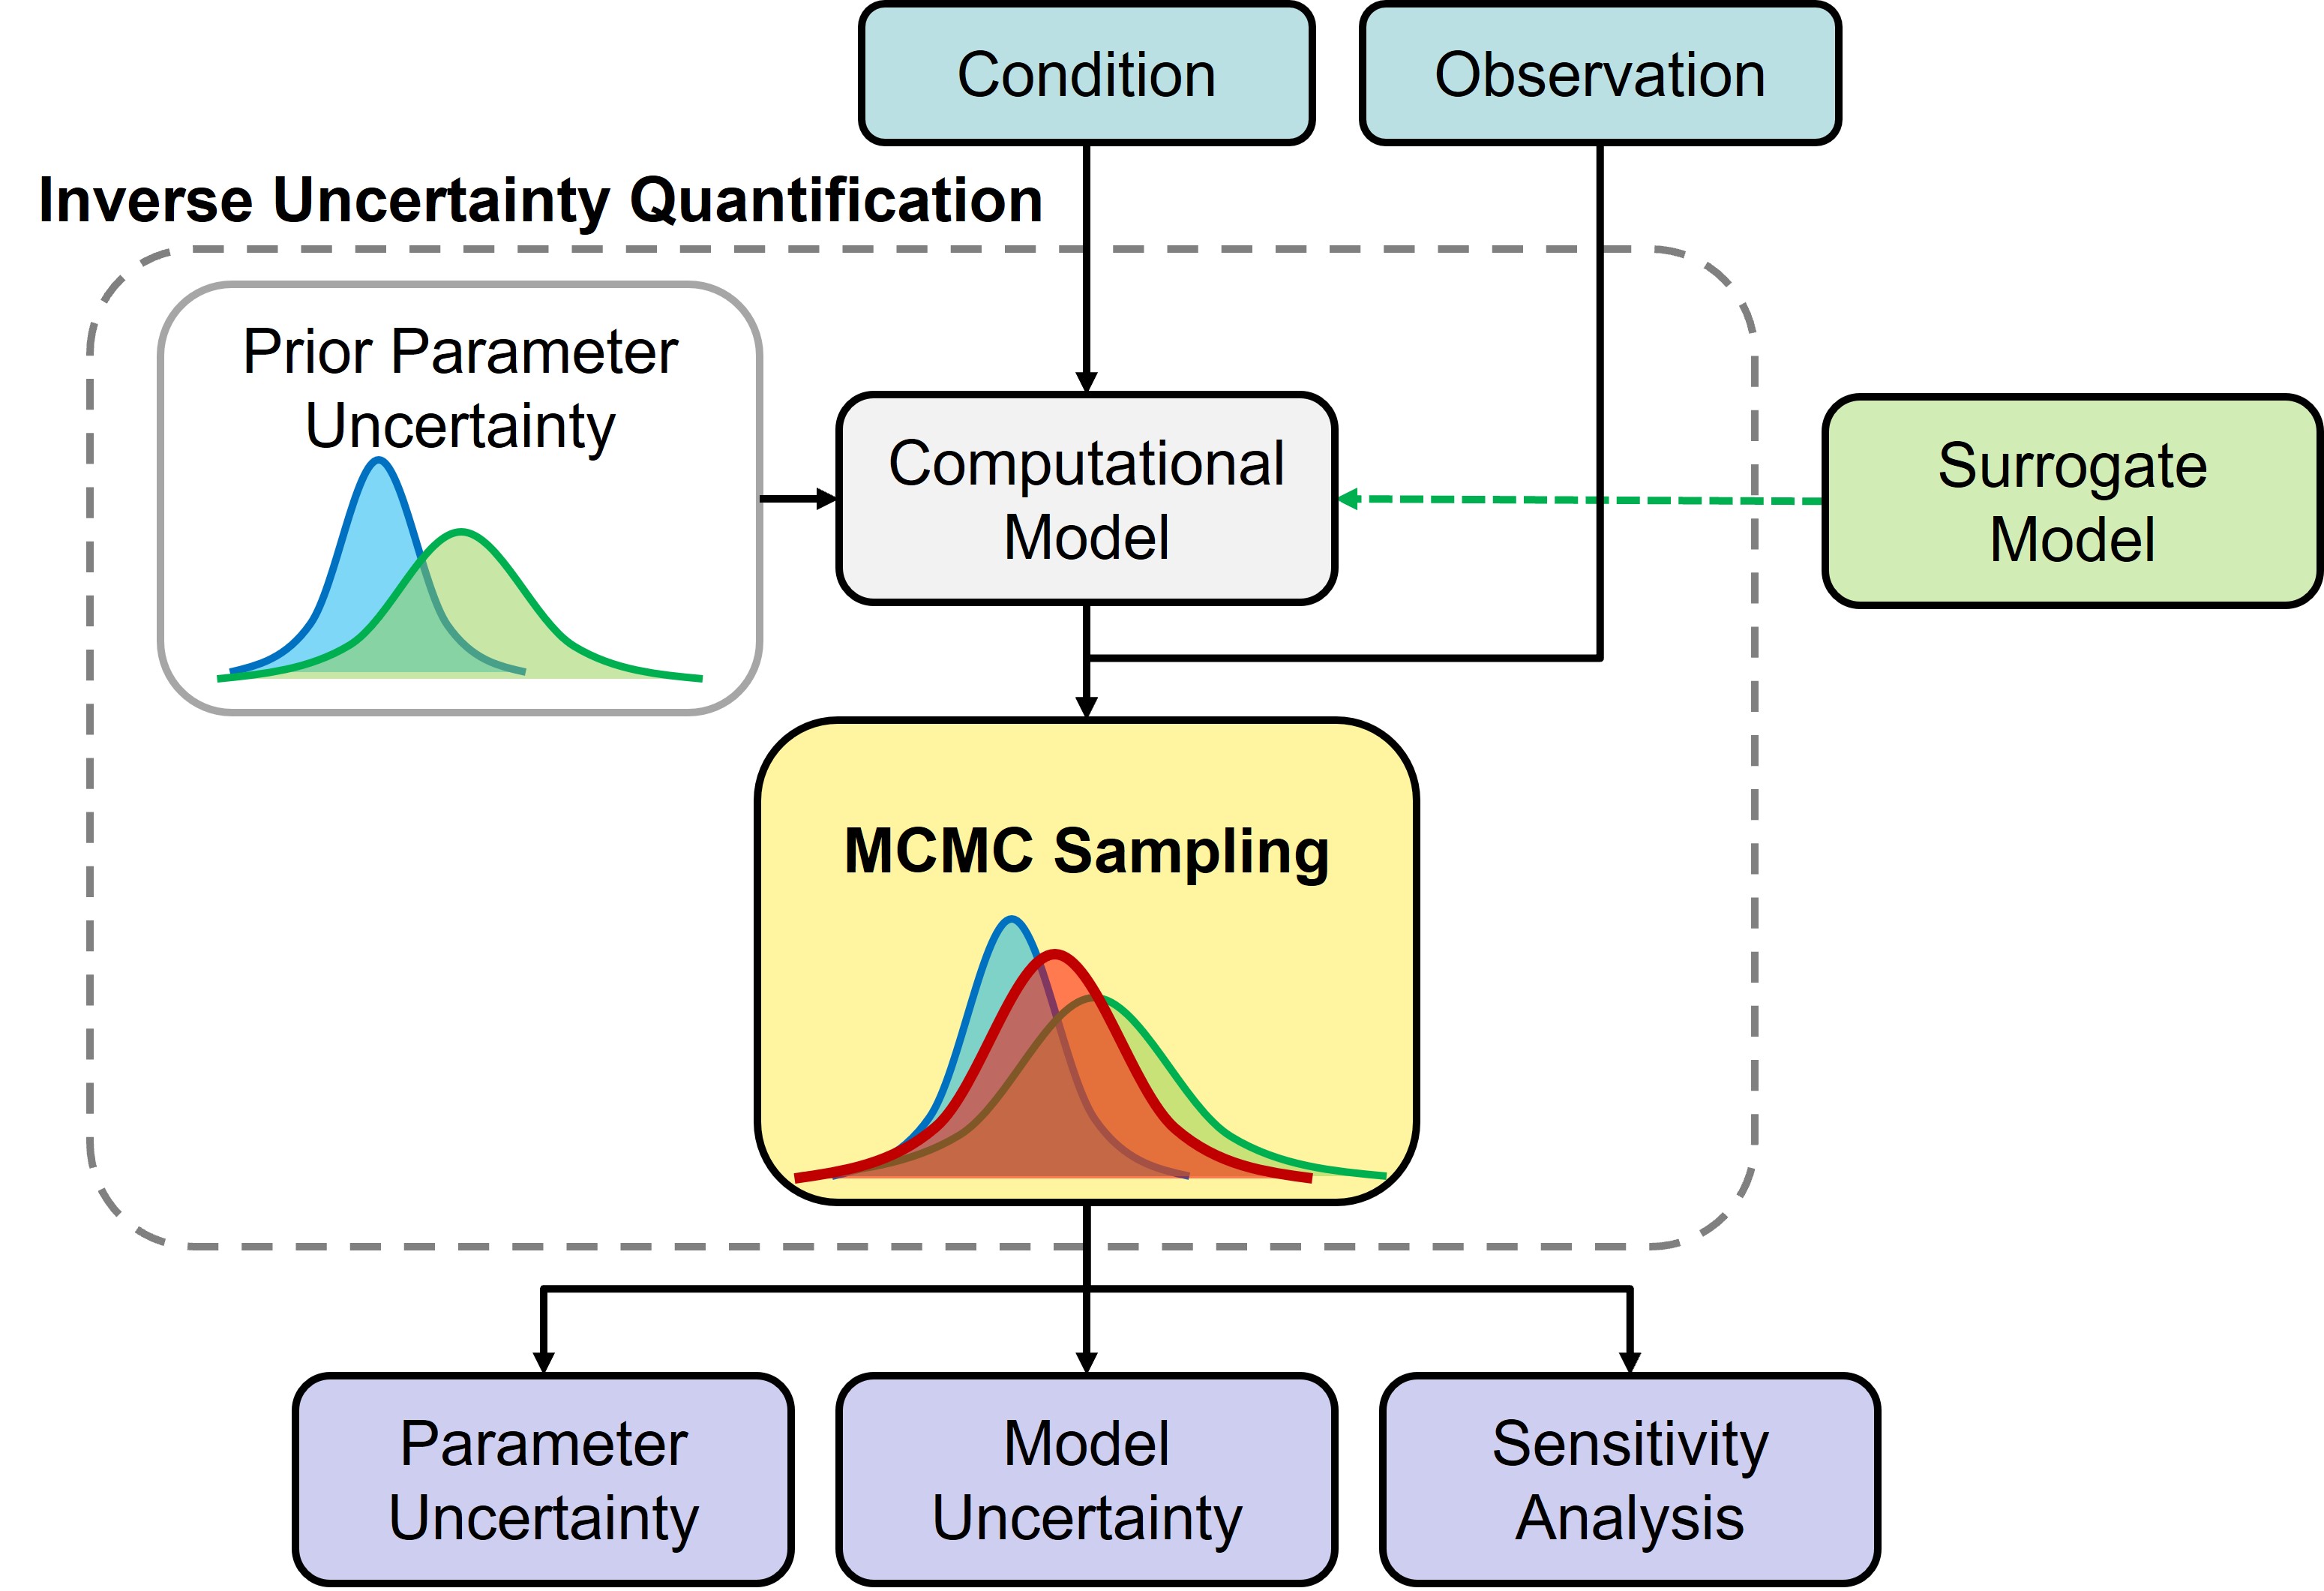 Condition
Observation
Inverse Uncertainty Quantification
Prior Parameter
Uncertainty
Computational
Model
Surrogate
Model
MCMC Sampling
Parameter
Uncertainty
Model
Uncertainty
Sensitivity
Analysis